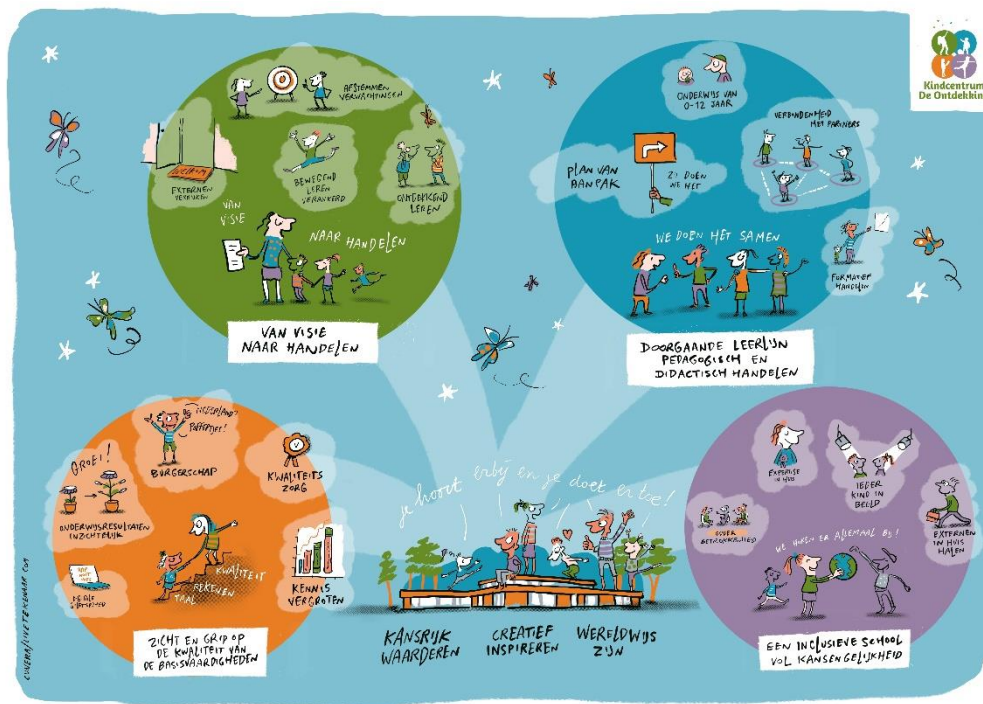 Kindcentrum
De Ontdekking
AFSTEMMEN
VERWACHTINGEN
WELKOM
EXTERNEN
BEWEGEND
LEREN
VERANKERD
ONTDEKKEND
LEREN
VAN
VISIE
NAAR HANDELEN
VAN VISIE
NAAR HANDELEN
ONDERWIJS VAN
0-12 JAAR
VERBONDENHEID
MET PARTNERS
PLAN VAN
AANPAK
ZO DOEN
WE HET
WE DOEN HET SAMEN
FORMATIEF
HANDELEN
DOORGAANDE LEERLIJN
PEDAGOGISCH EN
DIDACTISCH HANDELEN
NEDERLAND?
POFFERTJES!
BURGERSCHAP
GROEI!
ONDERWIJSRESULTATEN
INZICHTELIJK
KWALITEITS
ZORG
KWALITEIT
REKENEN
TAAL
KENNIS
VERGROTEN
ZICHT EN GRIP OP
DE KWALITEIT VAN
DE BASISVAARDIGHEDEN
je hoort erbij en je doet er toe!
KANSRIJK
WAARDEREN
CREATIEF
INSPIREREN
WERELDWIJS
ZIJN
EXPERTISE
IN HUIS
IEDER
KIND IN
BEELD
OUDER
BETROKKENHEID
EXTERNEN
IN HUIS
HALEN
WE HOREN ER ALLEMAAL BIJ!
EEN INCLUSIEVE SCHOOL
VOL KANSENGELIJKHEID